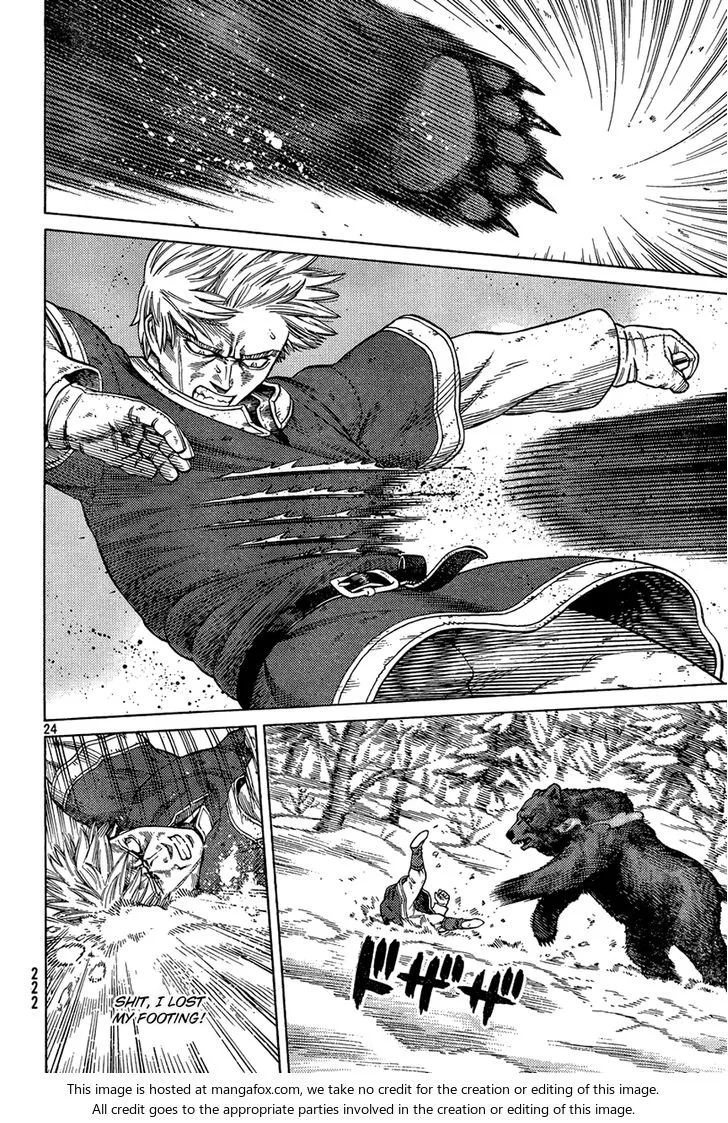 24
SHIT, I LOST
MY FOOTING!
ドザザザ
222
This image is hosted at mangafox.com, we take no credit for the creation or editing of this image.
All credit goes to the appropriate parties involved in the creation or editing of this image.